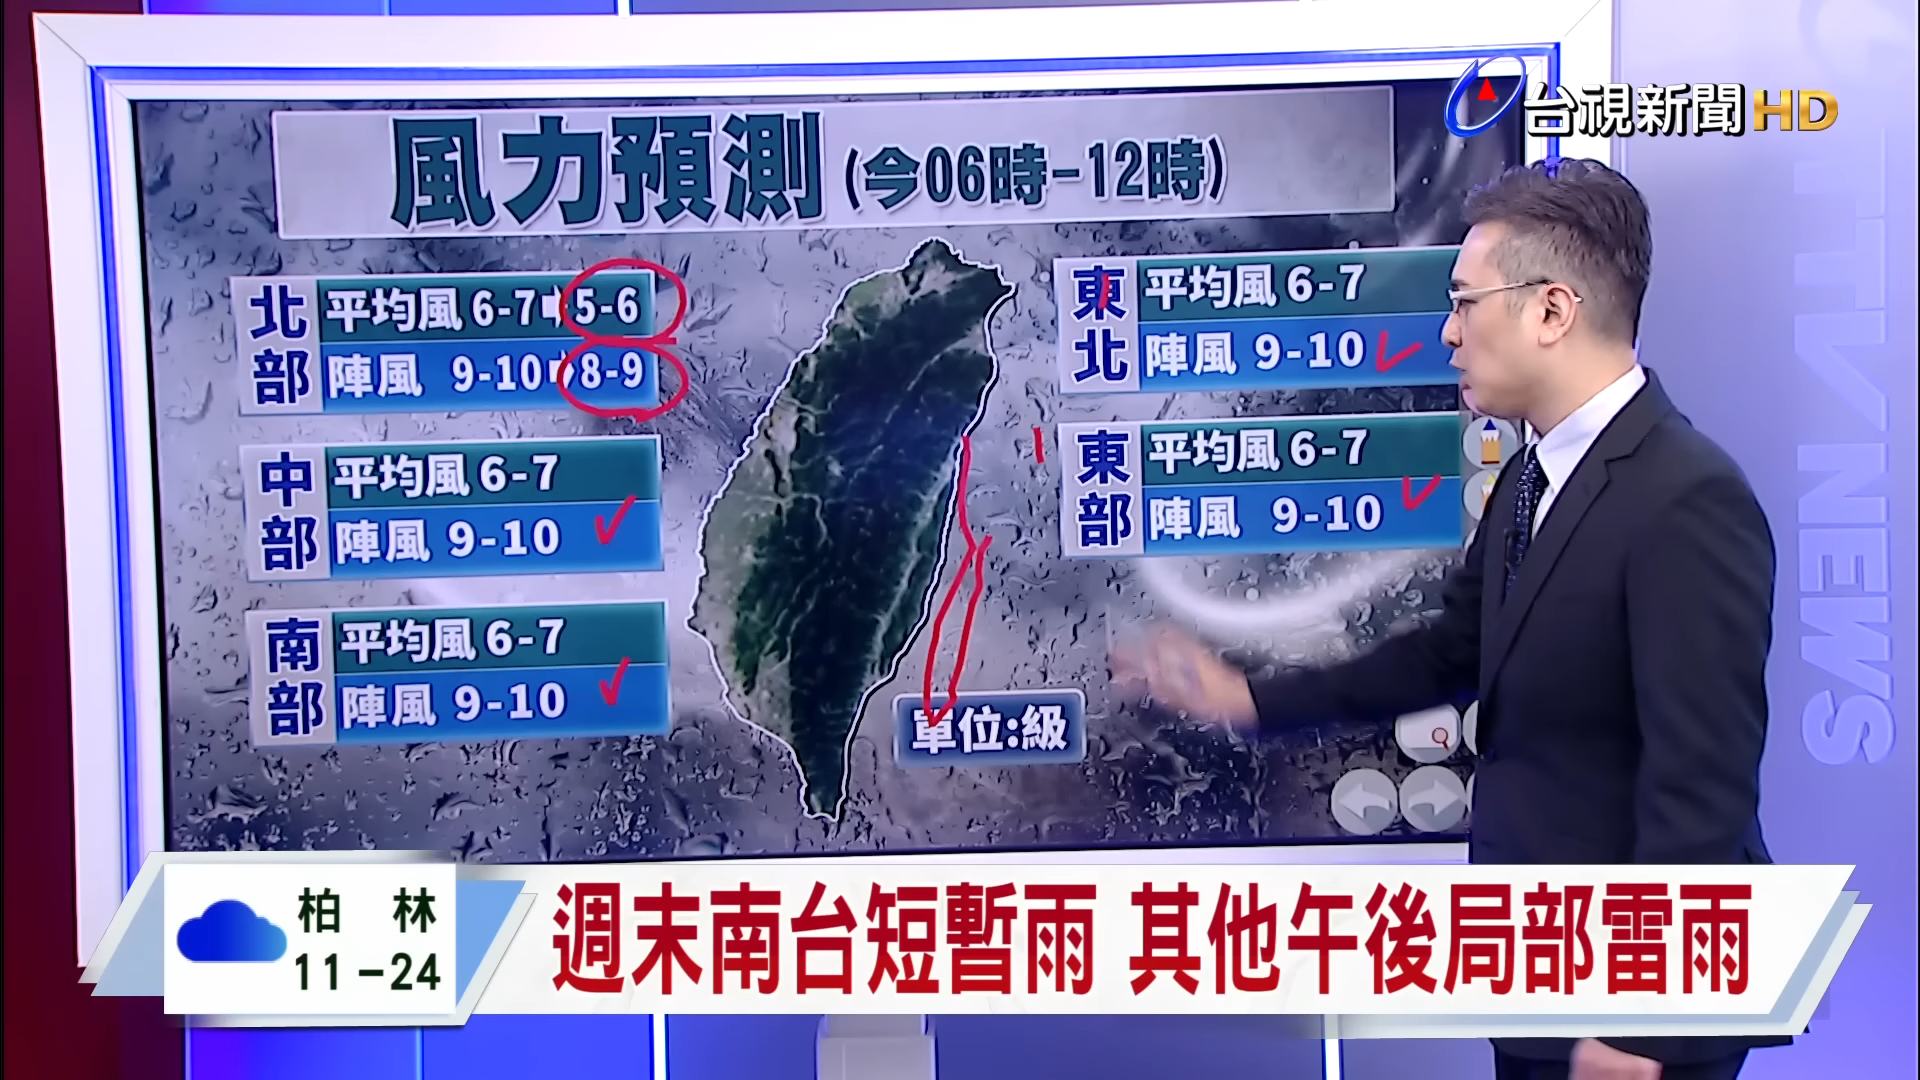 台視新聞HD
風力預測(今06時-12時)
北部
平均風6-7 5-6
陣風 9-10 8-9
中部
平均風6-7
陣風 9-10
南部
平均風6-7
陣風 9-10
東北
平均風6-7
陣風 9-10
東部
平均風6-7
陣風 9-10
單位:級
TTV NEWS
柏林
11-24
週末南台短暫雨 其他午後局部雷雨